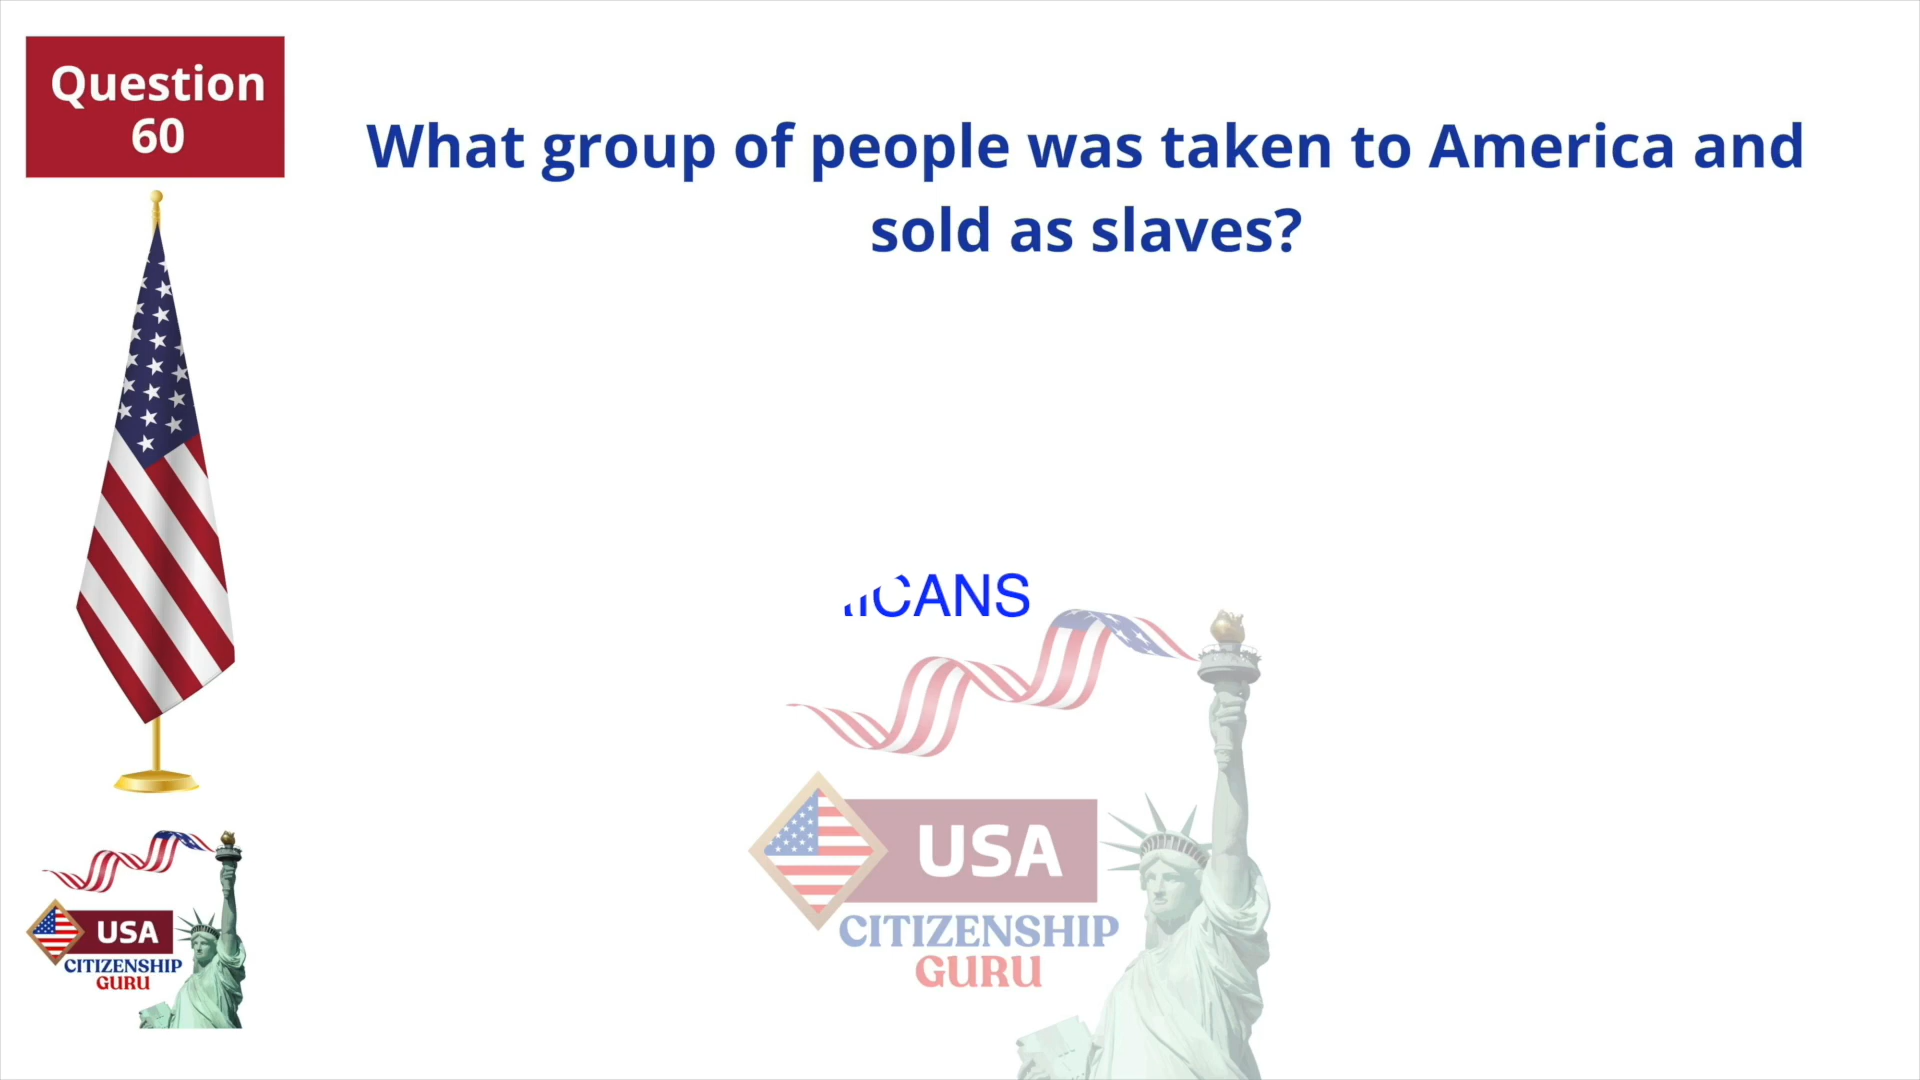 Question
60
What group of people was taken to America and
sold as slaves?
CANS
USA
CITIZENSHIP
GURU
USA
CITIZENSHIP
GURU